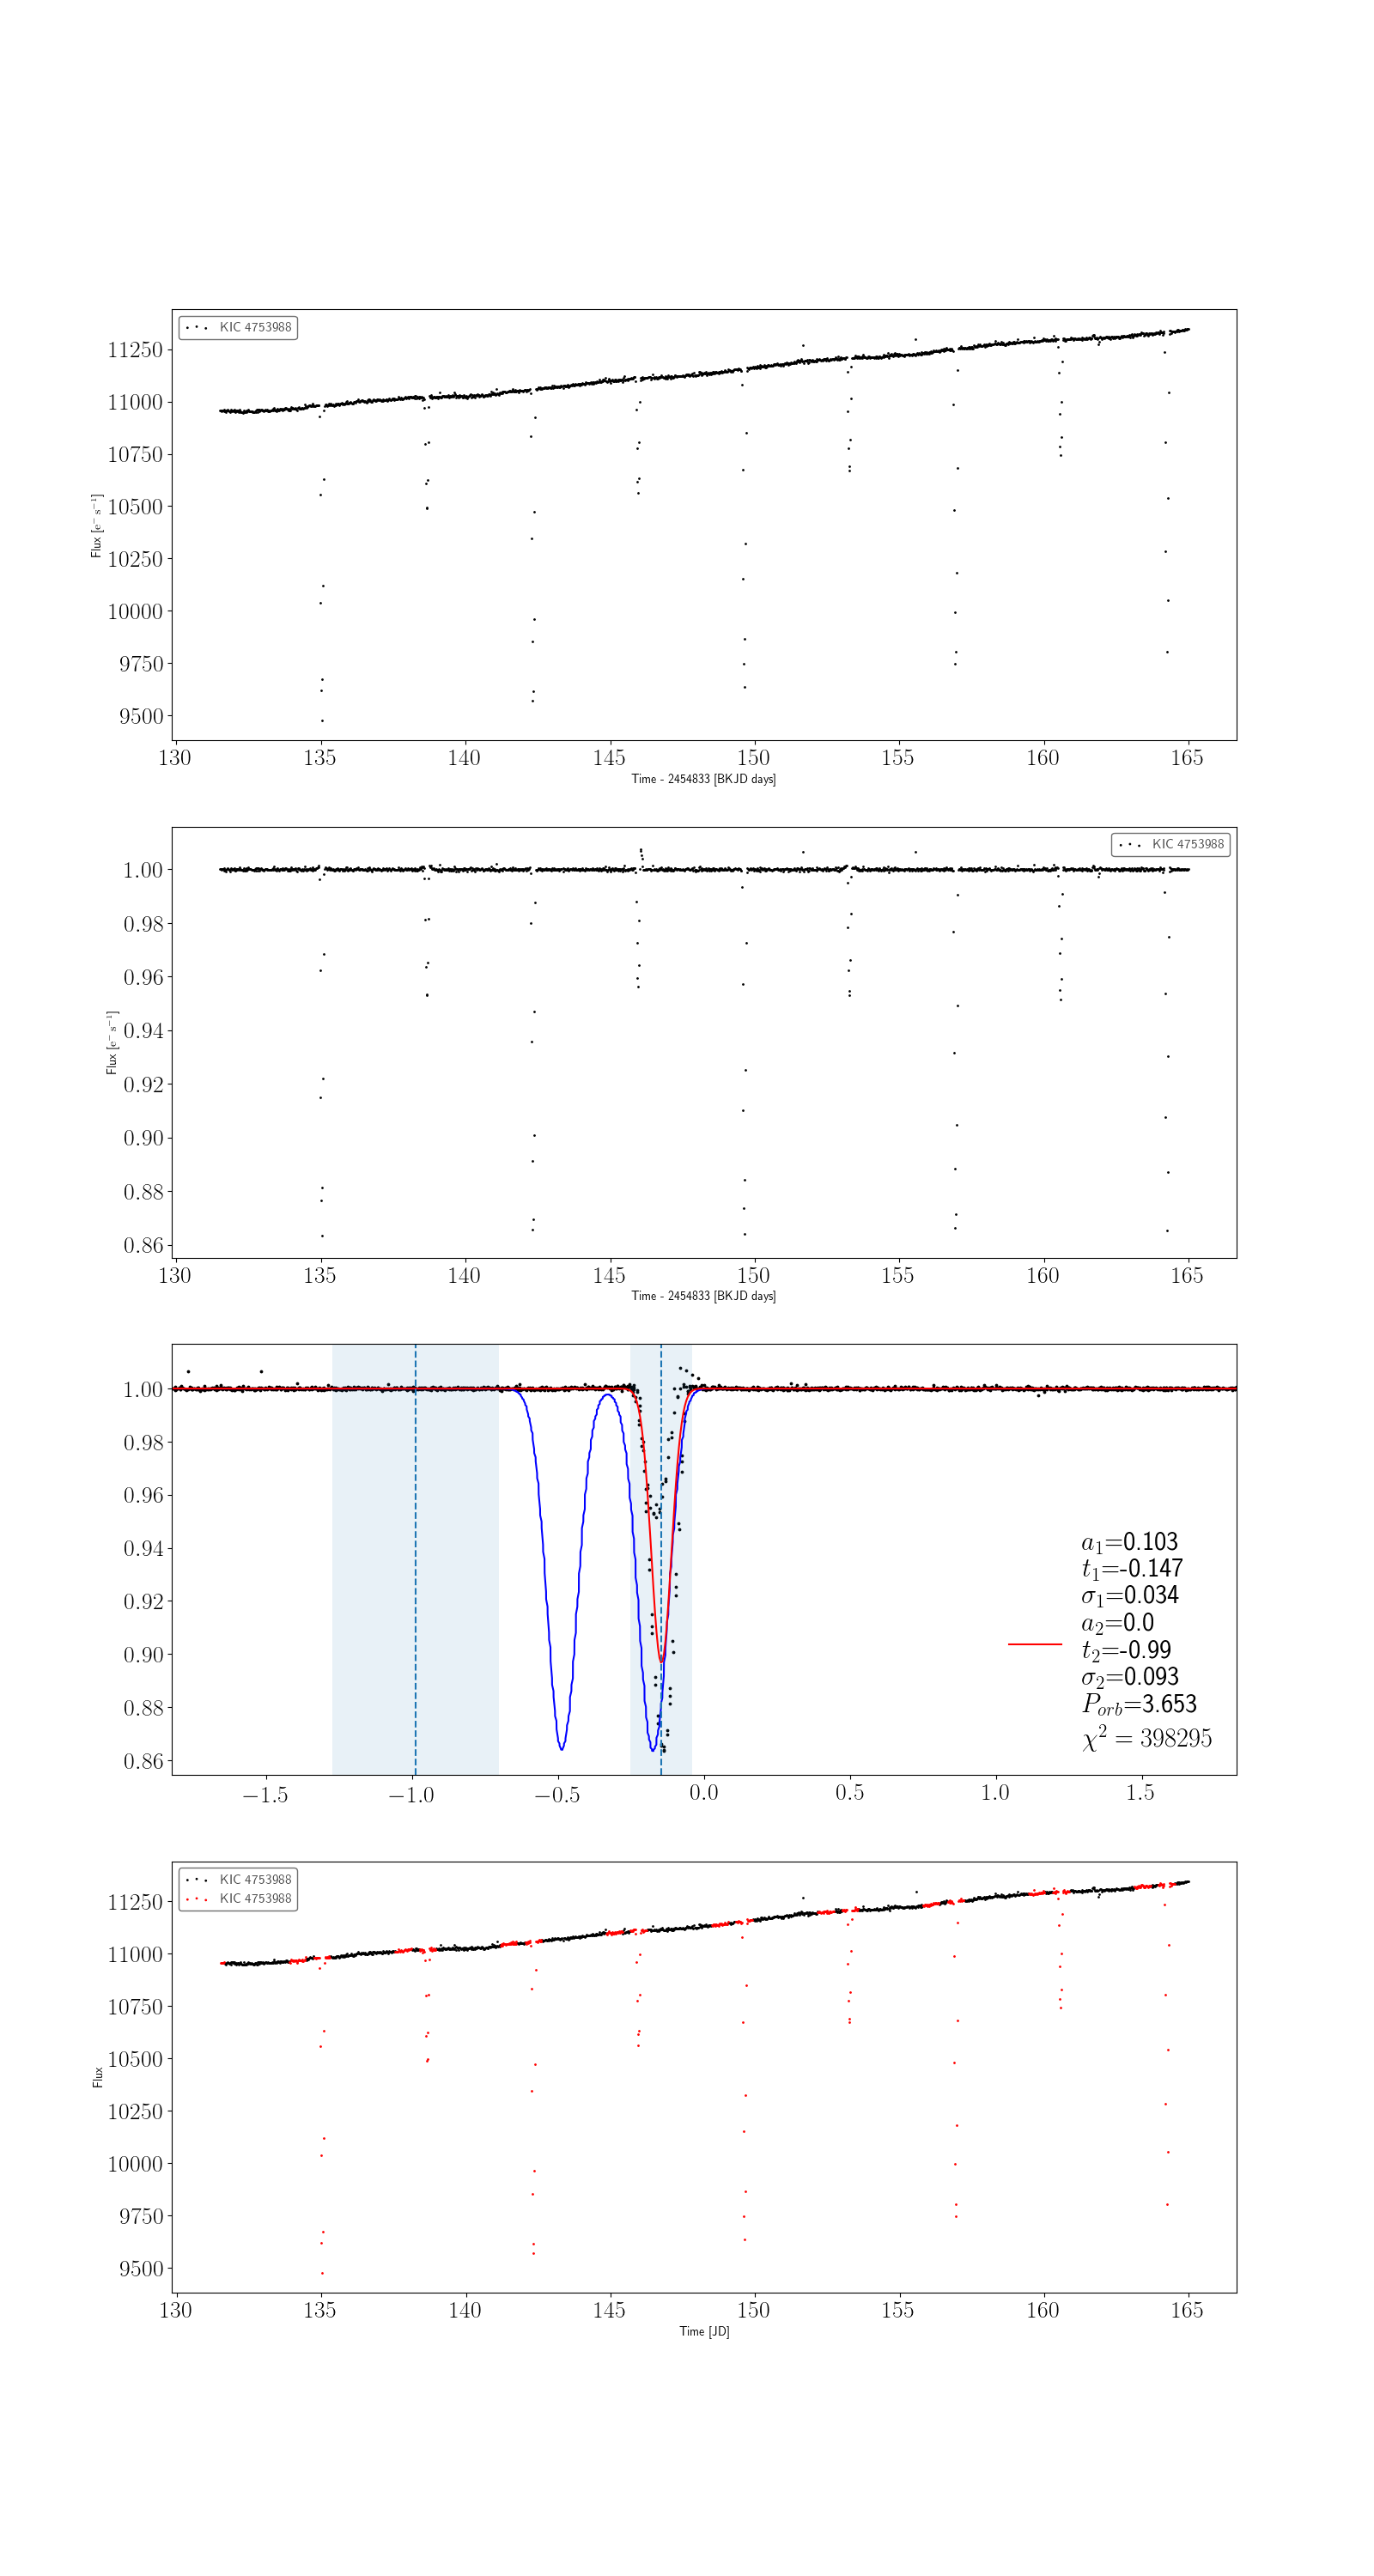 KIC 4753988
11250
11000
10750
10500
10250
10000
9750
9500
Flux [e⁻ s⁻¹]
130 135 140 145 150 155 160 165
Time - 2454833 [BKJD days]
KIC 4753988
1.00
0.98
0.96
0.94
0.92
0.90
0.88
0.86
Flux [e⁻ s⁻¹]
130 135 140 145 150 155 160 165
Time - 2454833 [BKJD days]
1.00
0.98
0.96
0.94
0.92
0.90
0.88
0.86
a₁=0.103
t₁=-0.147
σ₁=0.034
a₂=0.0
t₂=-0.99
σ₂=0.093
P_orb=3.653
χ² = 398295
−1.5 −1.0 −0.5 0.0 0.5 1.0 1.5
KIC 4753988
KIC 4753988
11250
11000
10750
10500
10250
10000
9750
9500
Flux
130 135 140 145 150 155 160 165
Time [JD]